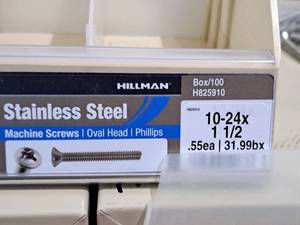 HILLMAN
Box/100
H825910
Stainless Steel
Machine Screws | Oval Head | Phillips
H825910
10-24x
1 1/2
.55ea | 31.99bx